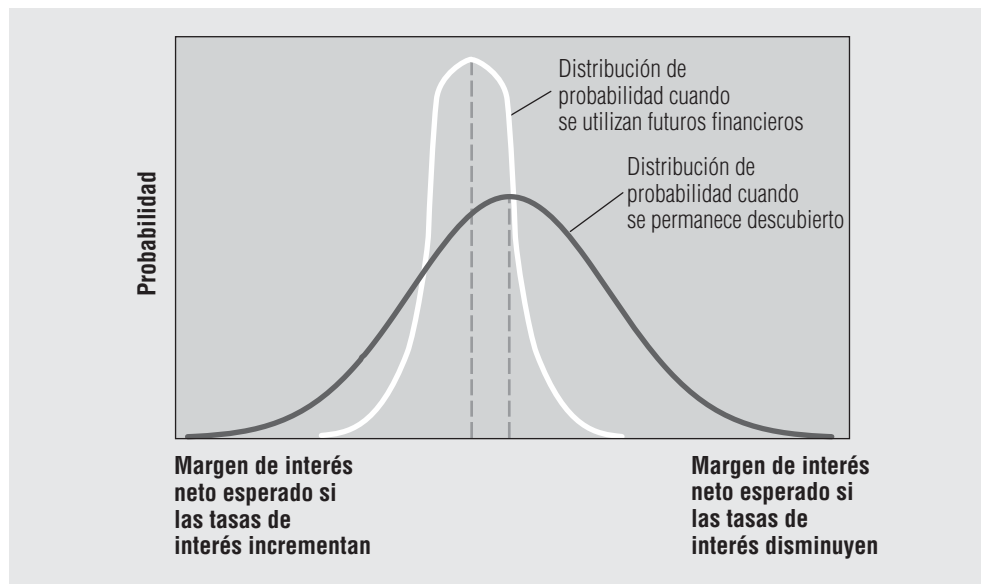 Distribución de
probabilidad cuando
se utilizan futuros financieros
Distribución de
probabilidad cuando
se permanece descubierto
Probabilidad
Margen de interés
neto esperado si
las tasas de
interés incrementan
Margen de interés
neto esperado si
las tasas de
interés disminuyen